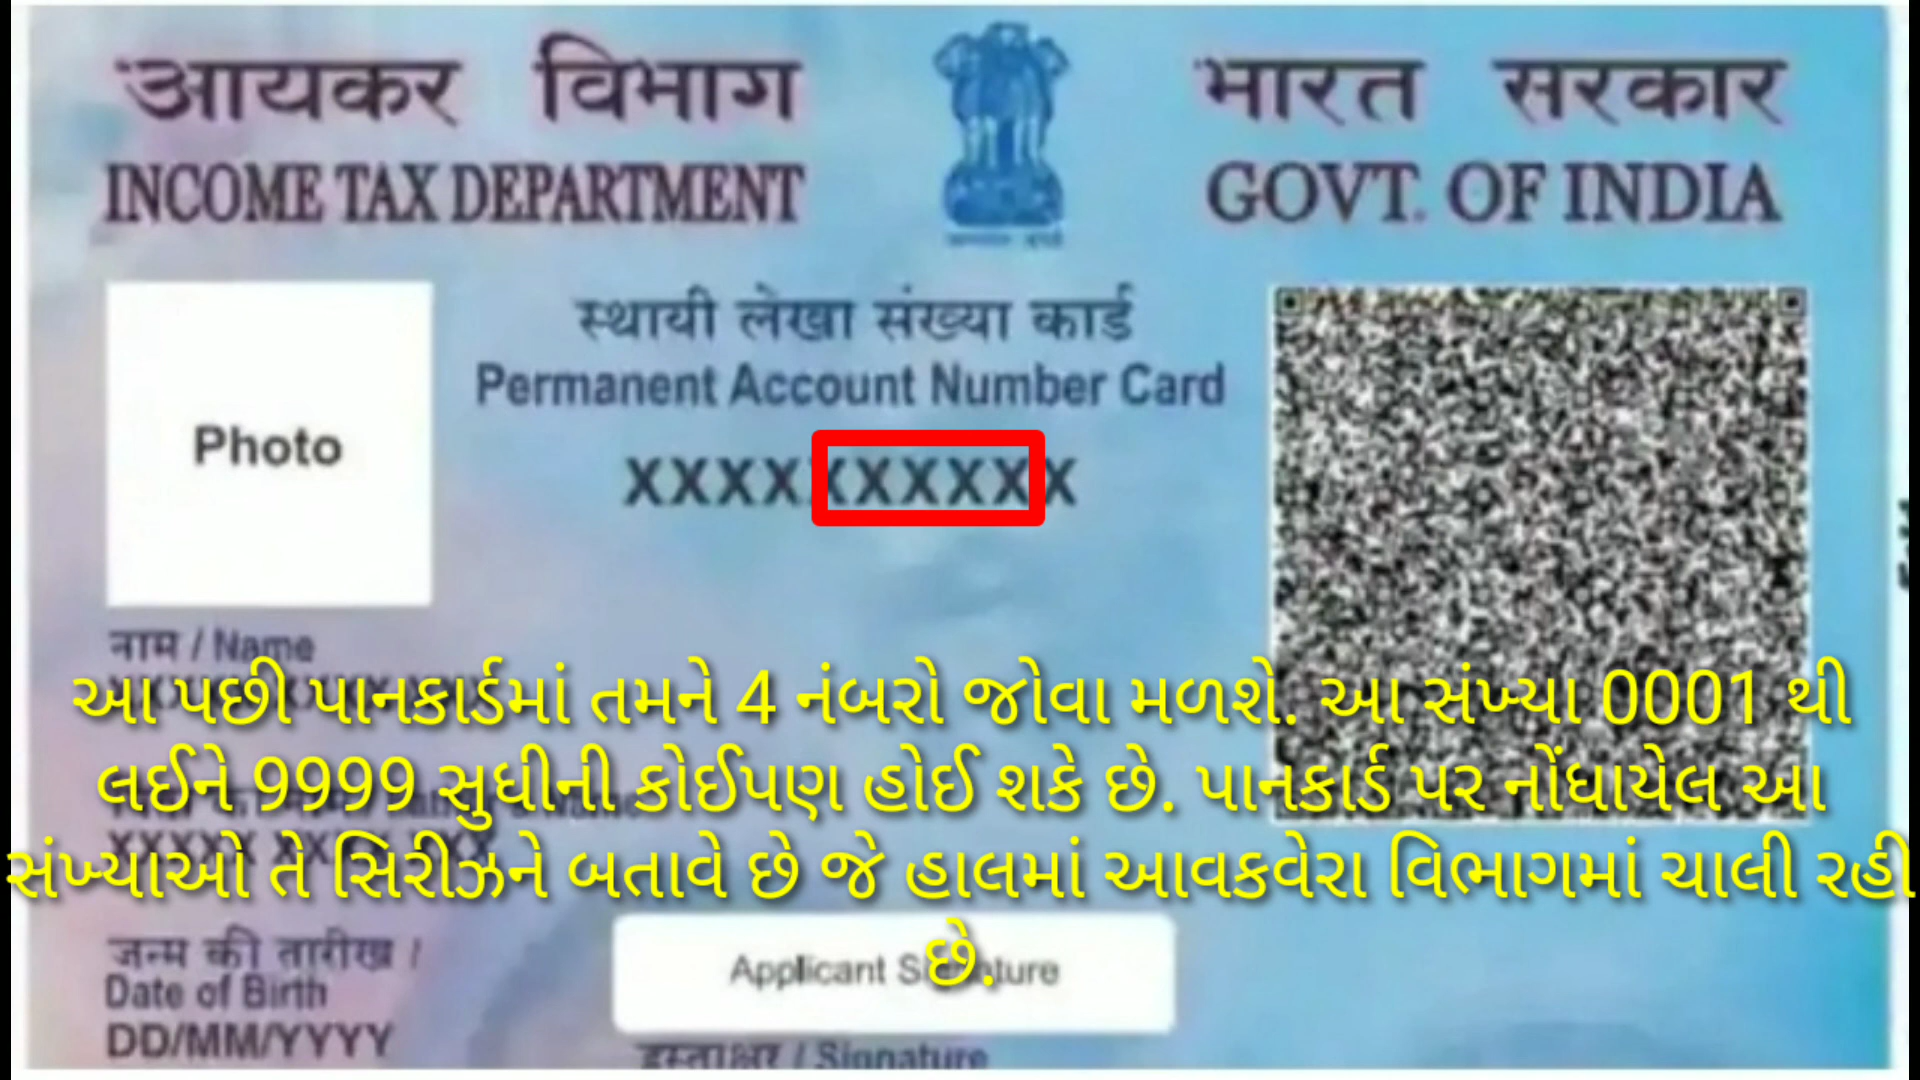 आयकर विभाग
INCOME TAX DEPARTMENT
भारत सरकार
GOVT. OF INDIA
स्थायी लेखा संख्या कार्ड
Permanent Account Number Card
XXXXXXXXXX
Photo
नाम / Name
આ પછી પાનકાર્ડમાં તમને 4 નંબરો જોવા મળશે. આ સંખ્યા 0001 થી
લઈને 9999 સુધીની કોઈપણ હોઈ શકે છે. પાનકાર્ડ પર નોંધાયેલ આ
સંખ્યાઓ તે સિરીઝને બતાવે છે જે હાલમાં આવકવેરા વિભાગમાં ચાલી રહી
છે.
जन्म की तारीख /
Date of Birth
DD/MM/YYYY
Applicant Signature
हस्ताक्षर / Signature